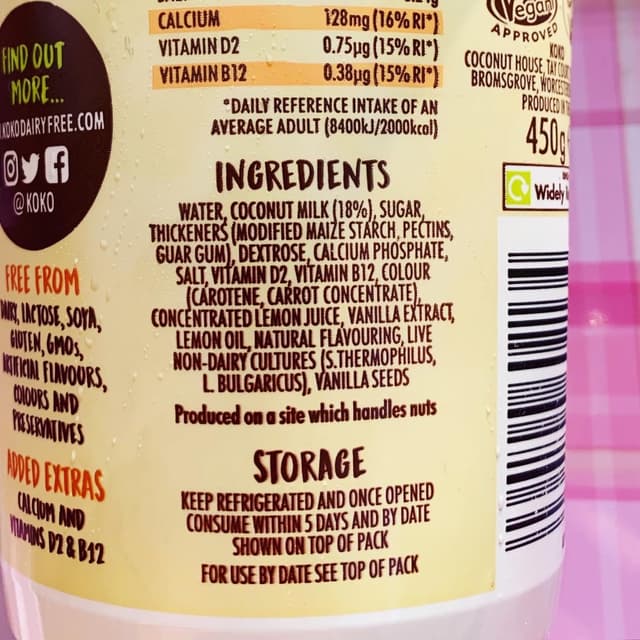 CALCIUM 128mg (16% RI*)
VITAMIN D2 0.75µg (15% RI*)
VITAMIN B12 0.38µg (15% RI*)
*DAILY REFERENCE INTAKE OF AN
AVERAGE ADULT (8400kJ/2000kcal)
INGREDIENTS
WATER, COCONUT MILK (18%), SUGAR,
THICKENERS (MODIFIED MAIZE STARCH, PECTINS,
GUAR GUM), DEXTROSE, CALCIUM PHOSPHATE,
SALT, VITAMIN D2, VITAMIN B12, COLOUR
(CAROTENE, CARROT CONCENTRATE),
CONCENTRATED LEMON JUICE, VANILLA EXTRACT,
LEMON OIL, NATURAL FLAVOURING, LIVE
NON-DAIRY CULTURES (S.THERMOPHILUS,
L. BULGARICUS), VANILLA SEEDS
Produced on a site which handles nuts
STORAGE
KEEP REFRIGERATED AND ONCE OPENED
CONSUME WITHIN 5 DAYS AND BY DATE
SHOWN ON TOP OF PACK
FOR USE BY DATE SEE TOP OF PACK
FIND OUT
MORE...
KOKODAIRYFREE.COM
@KOKO
FREE FROM
DAIRY, LACTOSE, SOYA,
GLUTEN, GMOs,
ARTIFICIAL FLAVOURS,
COLOURS AND
PRESERVATIVES
ADDED EXTRAS
CALCIUM AND
VITAMINS D2 & B12
Vegan
APPROVED
KOKO
COCONUT HOUSE, TAY
BROMSGROVE,
PRODUCED IN
450g
Widely